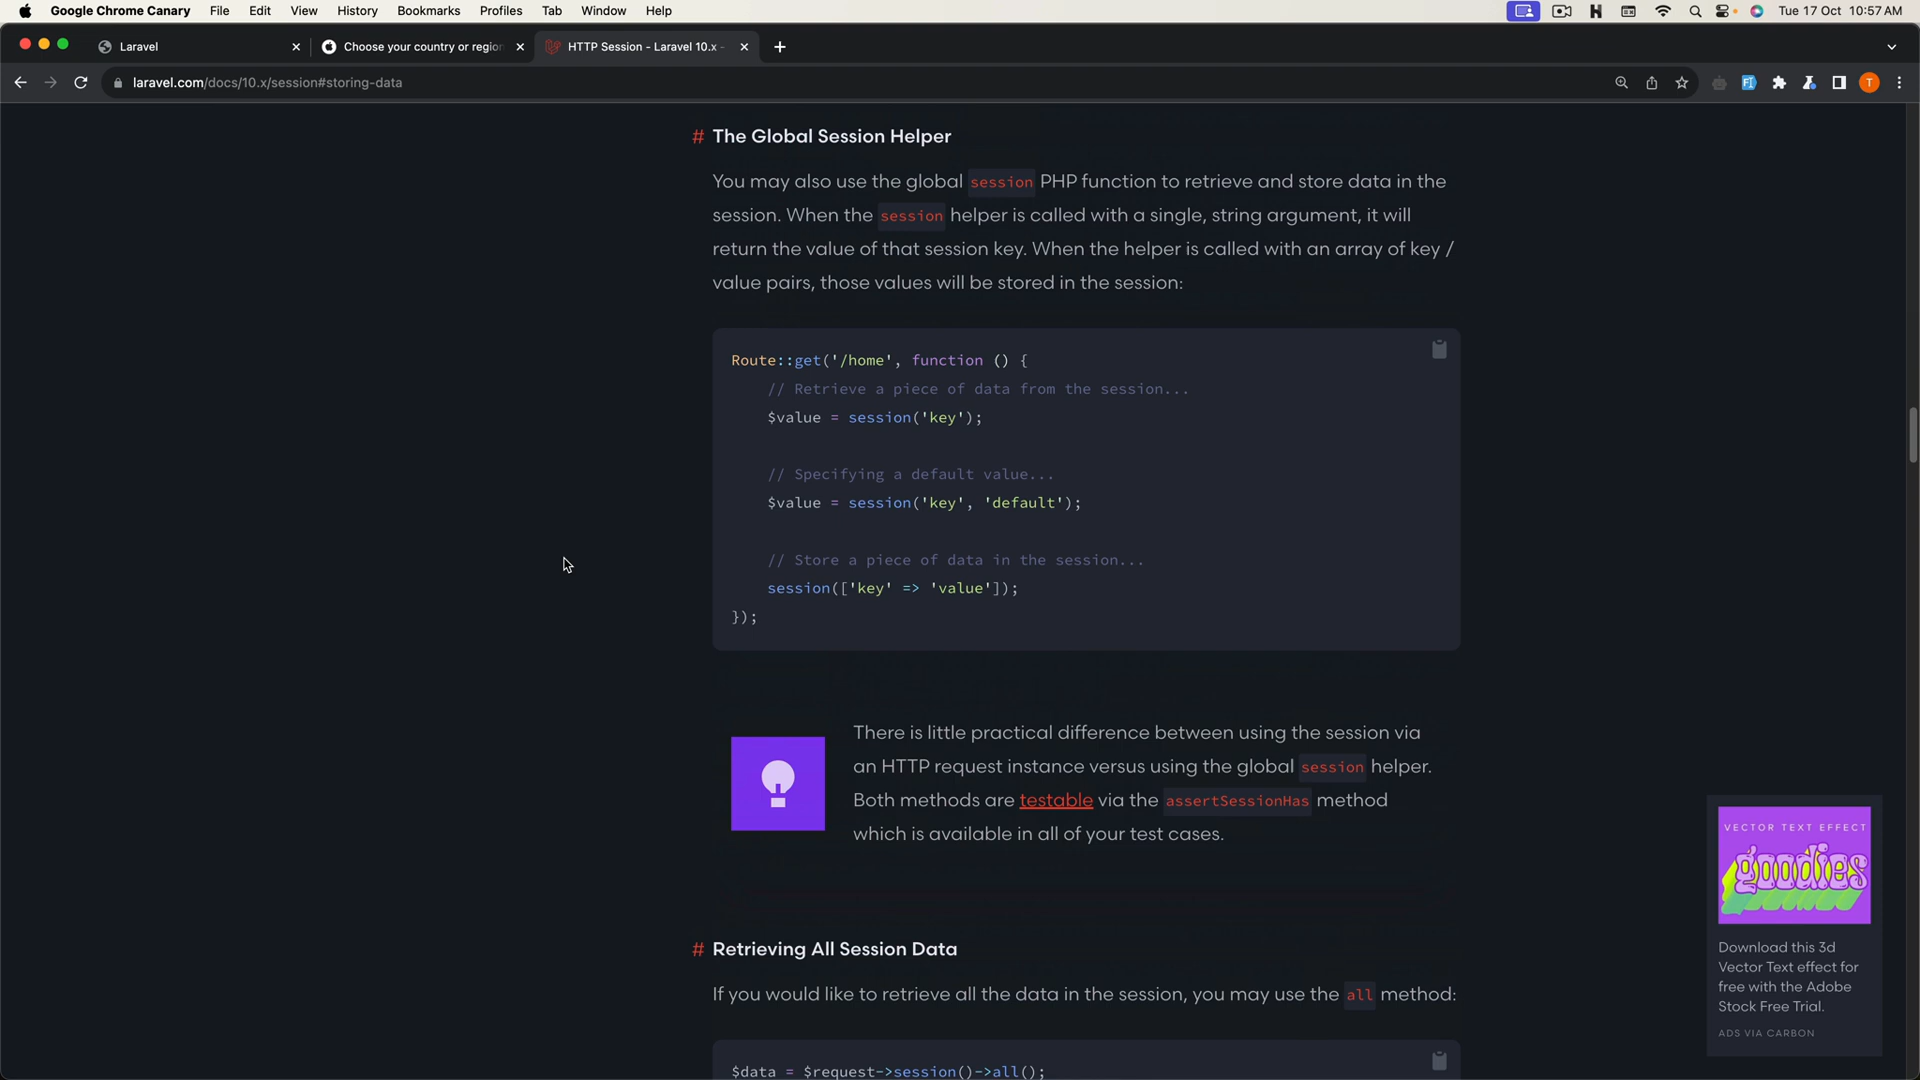 Google Chrome Canary File Edit View History Bookmarks Profiles Tab Window Help Tue 17 Oct 10:57 AM
Laravel Choose your country or region HTTP Session - Laravel 10.x -
laravel.com/docs/10.x/session#storing-data T
# The Global Session Helper
You may also use the global session PHP function to retrieve and store data in the
session. When the session helper is called with a single, string argument, it will
return the value of that session key. When the helper is called with an array of key /
value pairs, those values will be stored in the session:
Route::get('/home', function () {
    // Retrieve a piece of data from the session...
    $value = session('key');
    // Specifying a default value...
    $value = session('key', 'default');
    // Store a piece of data in the session...
    session(['key' => 'value']);
});
There is little practical difference between using the session via
an HTTP request instance versus using the global session helper.
Both methods are testable via the assertSessionHas method
which is available in all of your test cases.
VECTOR TEXT EFFECT
goodies
Download this 3d
Vector Text effect for
free with the Adobe
Stock Free Trial.
ADS VIA CARBON
# Retrieving All Session Data
If you would like to retrieve all the data in the session, you may use the all method:
$data = $request->session()->all();